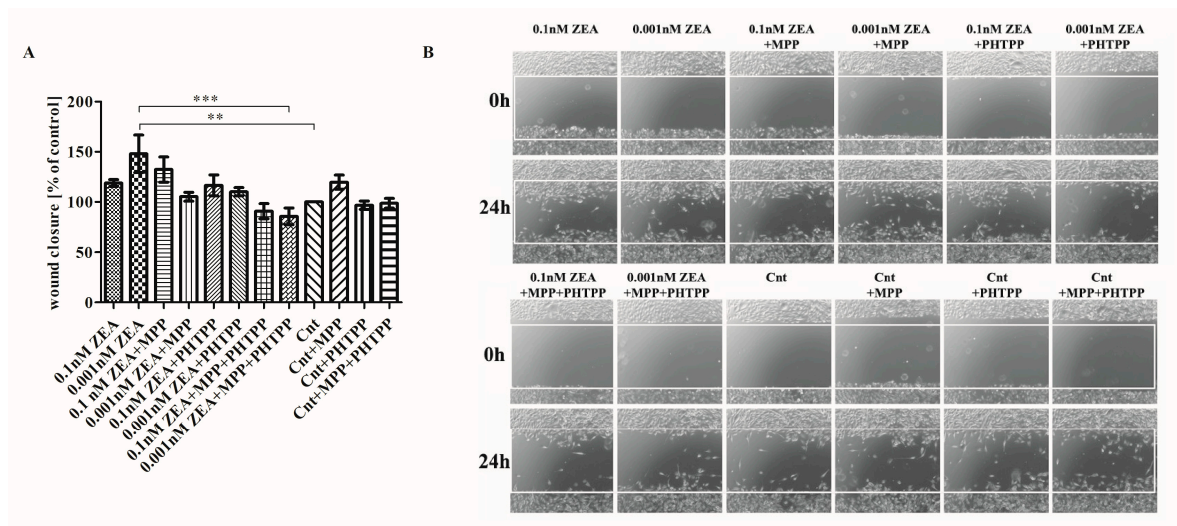 A
wound closure [% of control]
200
150
100
50
0
***
**
0.1nM ZEA
0.001nM ZEA
0.1 nM ZEA+MPP
0.001nM ZEA+MPP
0.1nM ZEA+PHTPP
0.001nM ZEA+PHTPP
0.1nM ZEA+MPP+PHTPP
0.001nM ZEA+MPP+PHTPP
Cnt
Cnt+MPP
Cnt+PHTPP
Cnt+MPP+PHTPP
B
0.1nM ZEA
0.001nM ZEA
0.1nM ZEA
+MPP
0.001nM ZEA
+MPP
0.1nM ZEA
+PHTPP
0.001nM ZEA
+PHTPP
0h
24h
0.1nM ZEA
+MPP+PHTPP
0.001nM ZEA
+MPP+PHTPP
Cnt
Cnt
+MPP
Cnt
+PHTPP
Cnt
+MPP+PHTPP
0h
24h